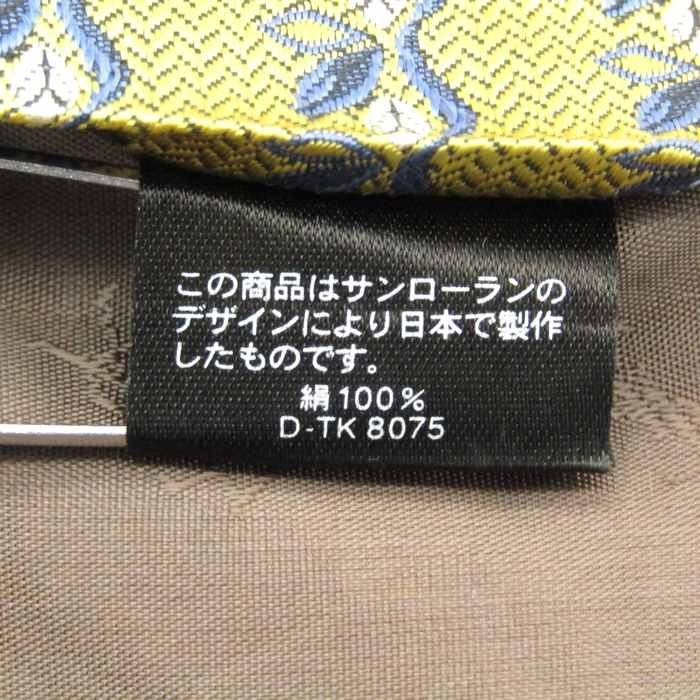 この商品はサンローランの
デザインにより日本で製作
したものです。
絹100%
D-TK 8075